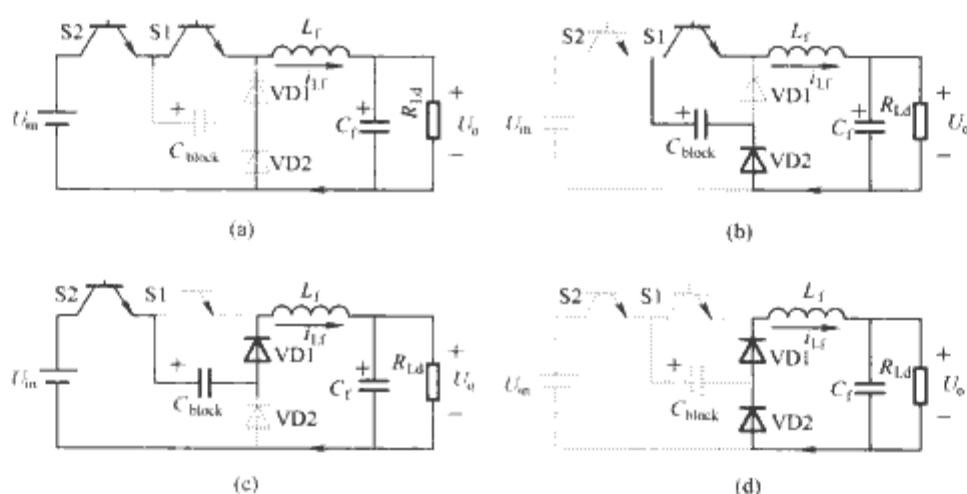 S2 S1 L_f
i_Lf
VD1
U_in + C_block C_f + R_Ld + U_o −
VD2
(a)
S2 S1 L_f
i_Lf
VD1
U_in + C_block C_f + R_Ld + U_o −
VD2
(b)
S2 S1 L_f
i_Lf
VD1
U_in + C_block C_f + R_Ld + U_o −
VD2
(c)
S2 S1 L_f
i_Lf
VD1
U_in + C_block C_f + R_Ld + U_o −
VD2
(d)